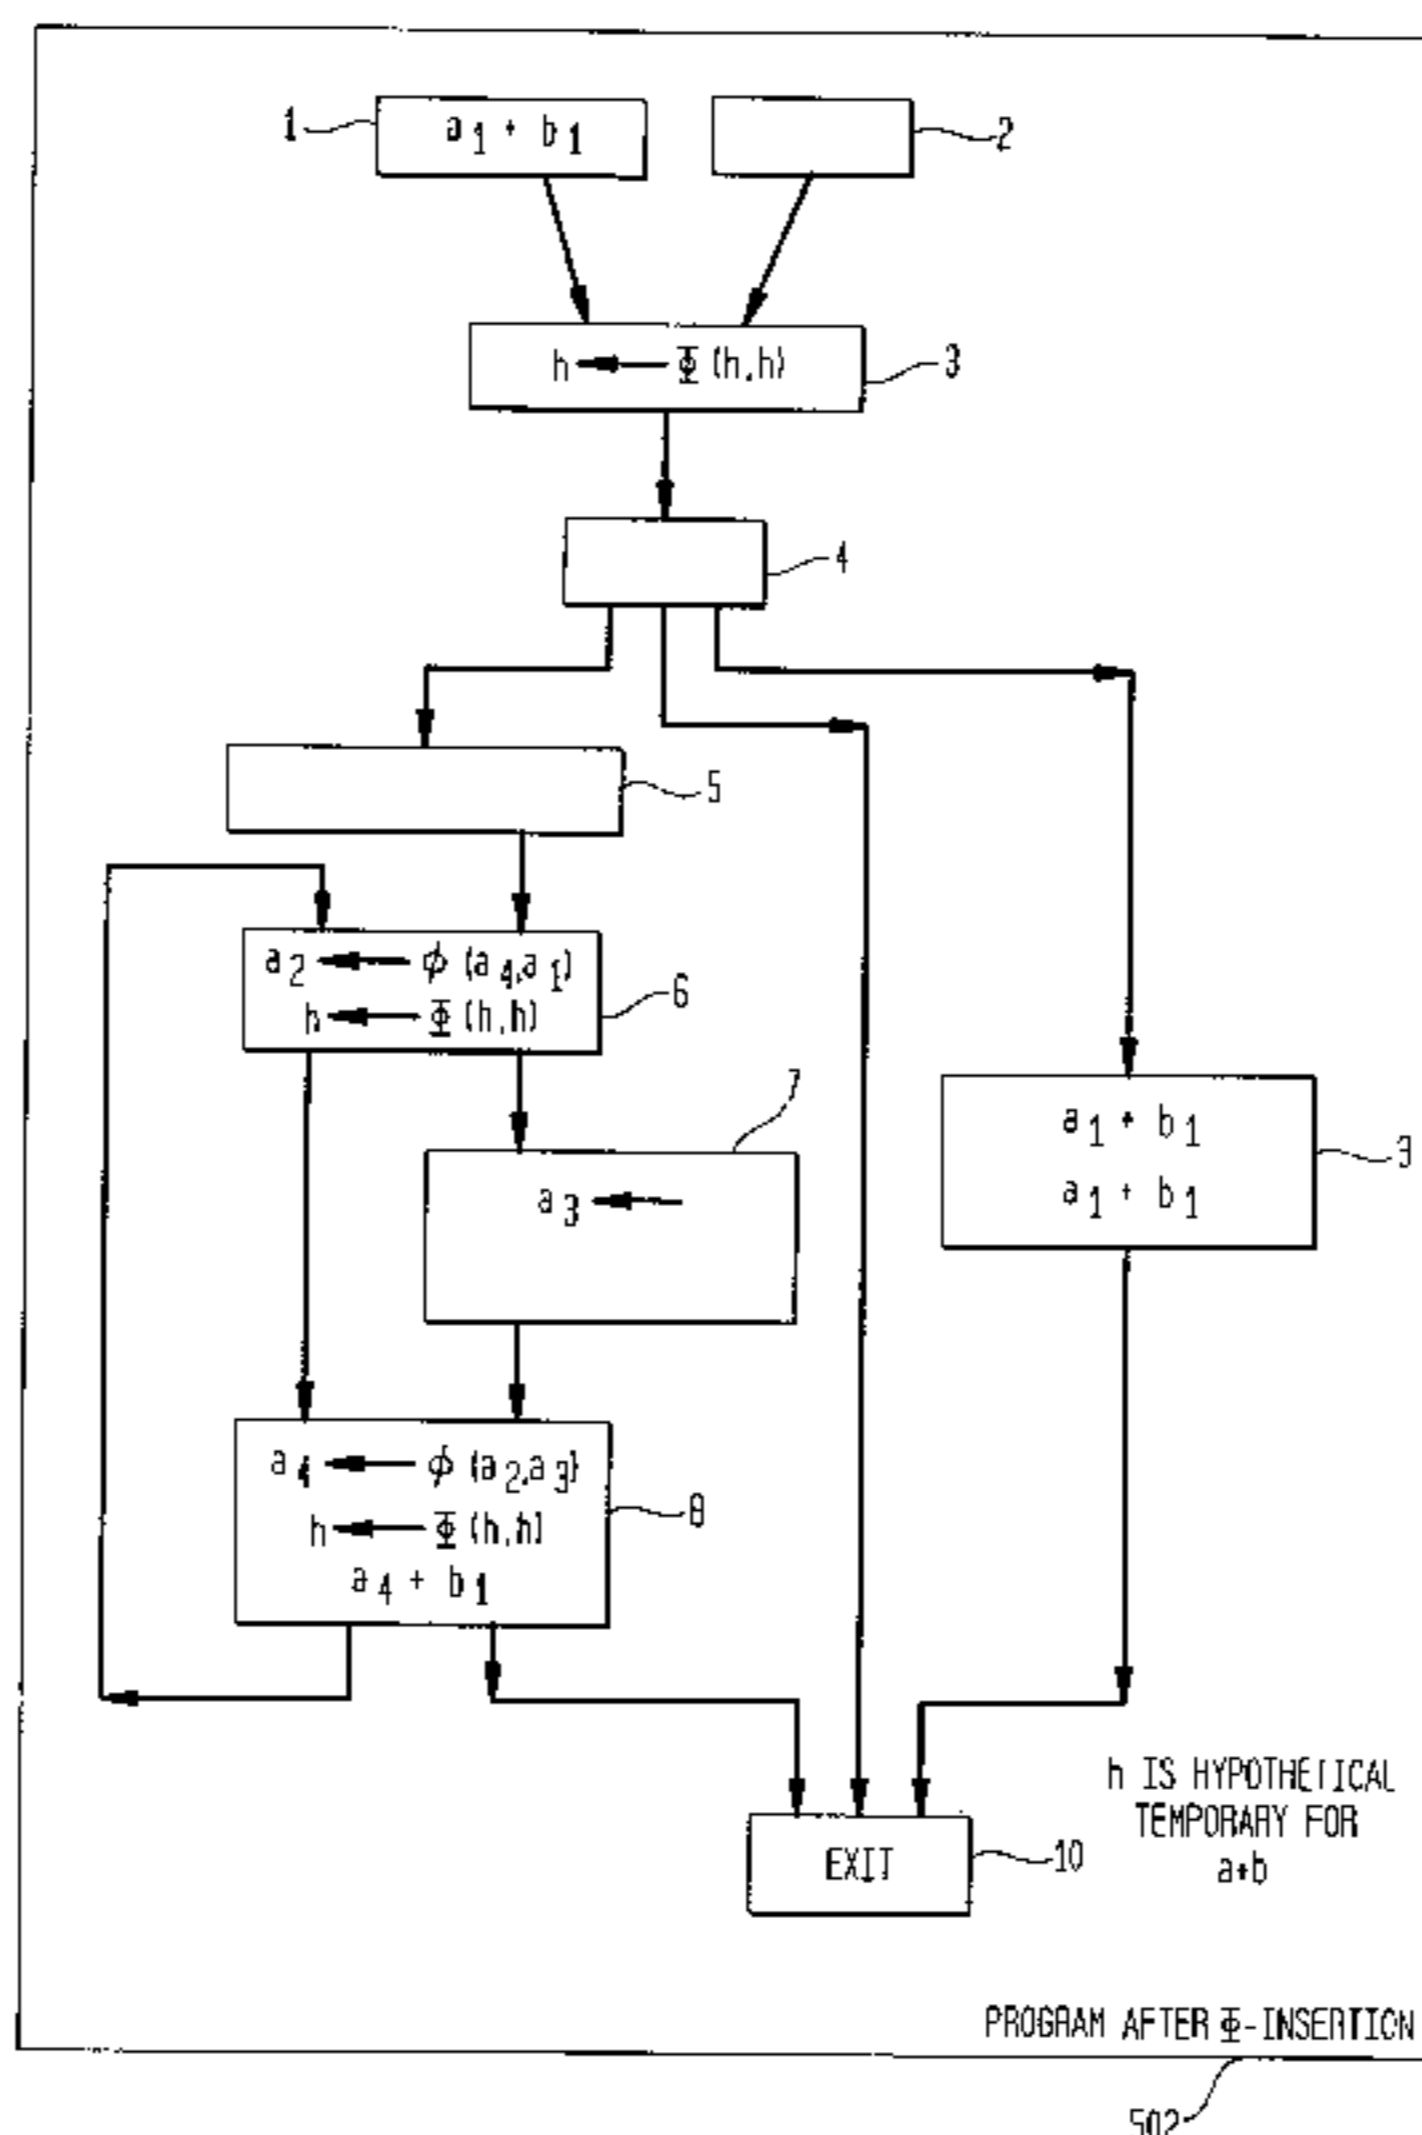 1
a1 + b1
2
h ← Φ (h,h)
3
4
5
a2 ← ϕ (a4,a1)
h ← Φ (h,h)
6
7
a3 ←
a1 + b1
a1 + b1
9
a4 ← ϕ (a2,a3)
h ← Φ (h,h)
a4 + b1
8
h IS HYPOTHETICAL
TEMPORARY FOR
a+b
EXIT
10
PROGRAM AFTER Φ-INSERTION
502